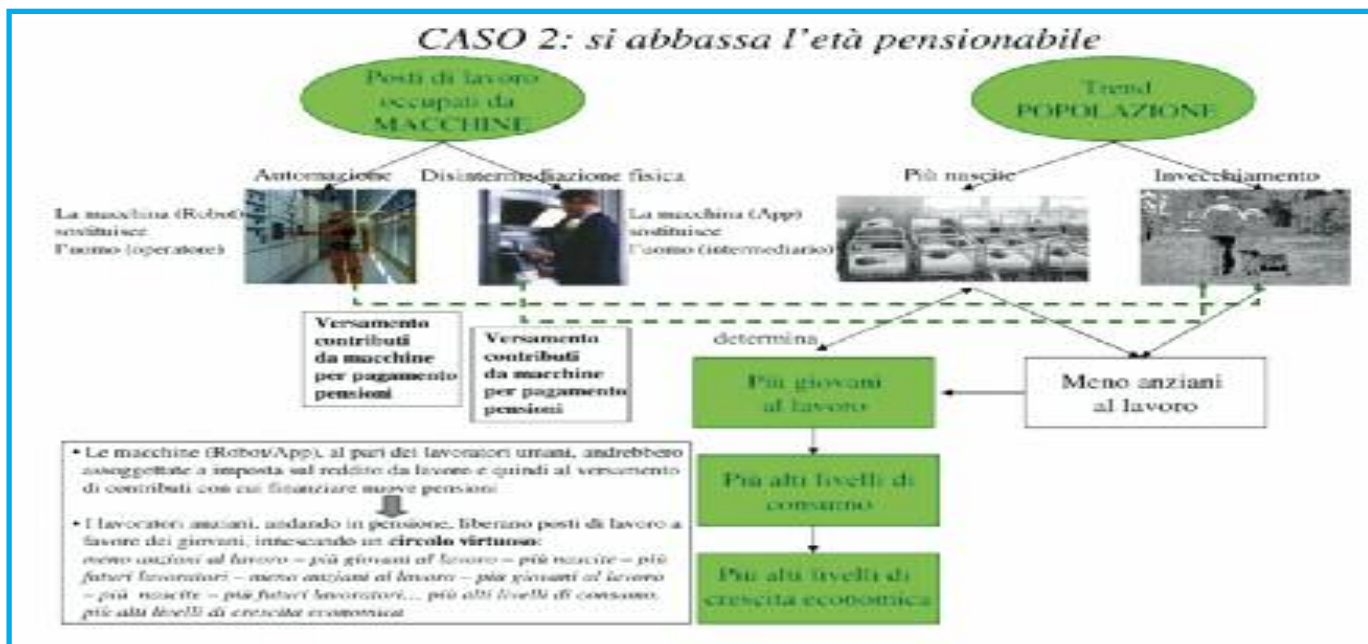 CASO 2: si abbassa l'età pensionabile
Posti di lavoro
occupati da
MACCHINE
Trend
POPOLAZIONE
Automazione
Disintermediazione fisica
Più nascite
Invecchiamento
La macchina (Robot)
sostituisce
l'uomo (operatore)
La macchina (App)
sostituisce
l'uomo (intermediario)
Versamento
contributi
da macchine
per pagamento
pensioni
Versamento
contributi
da macchine
per pagamento
pensioni
determina
Più giovani
al lavoro
Meno anziani
al lavoro
• Le macchine (Robot/App), al pari dei lavoratori umani, andrebbero
assoggettate a imposta sul reddito da lavoro e quindi al versamento
di contributi con cui finanziare nuove pensioni
• I lavoratori anziani, andando in pensione, liberano posti di lavoro a
favore dei giovani, innescando un circolo virtuoso:
meno anziani al lavoro – più giovani al lavoro – più nascite – più
futuri lavoratori – meno anziani al lavoro – più giovani al lavoro
– più nascite – più futuri lavoratori... più alti livelli di consumo,
più alti livelli di crescita economica
Più alti livelli di
consumo
Più alti livelli di
crescita economica